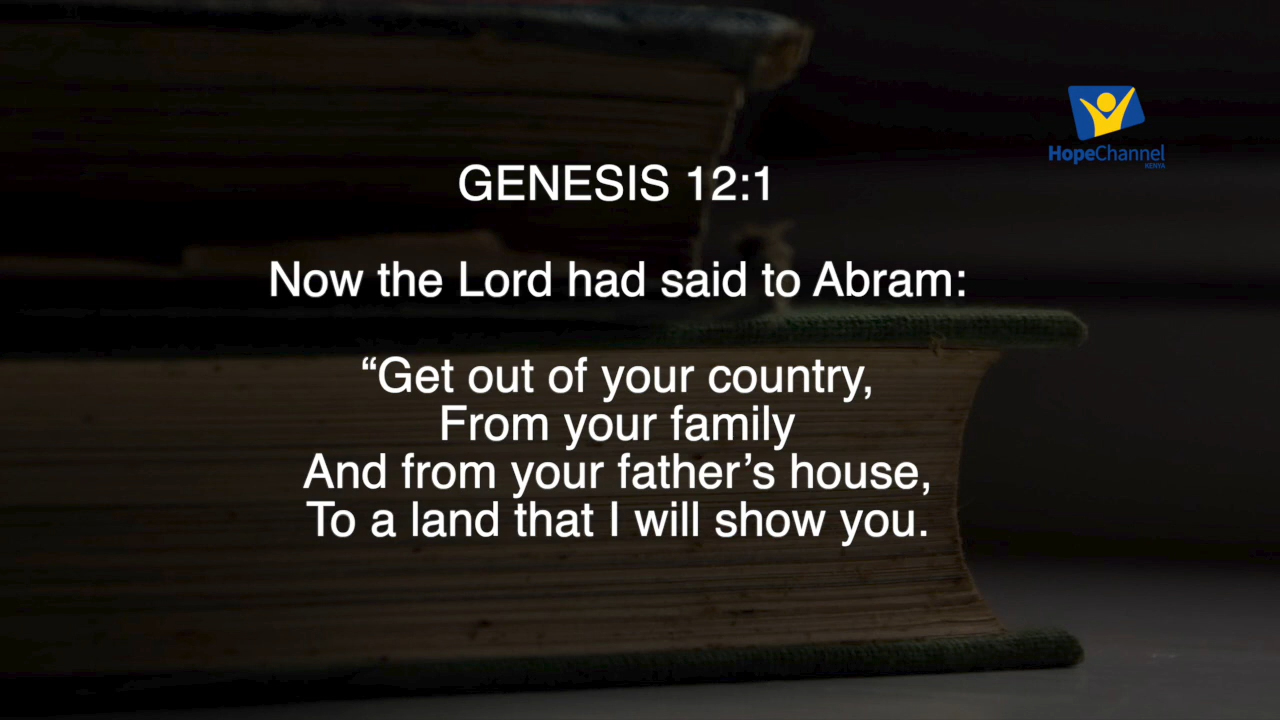 HopeChannel
KENYA
GENESIS 12:1
Now the Lord had said to Abram:
“Get out of your country,
From your family
And from your father’s house,
To a land that I will show you.